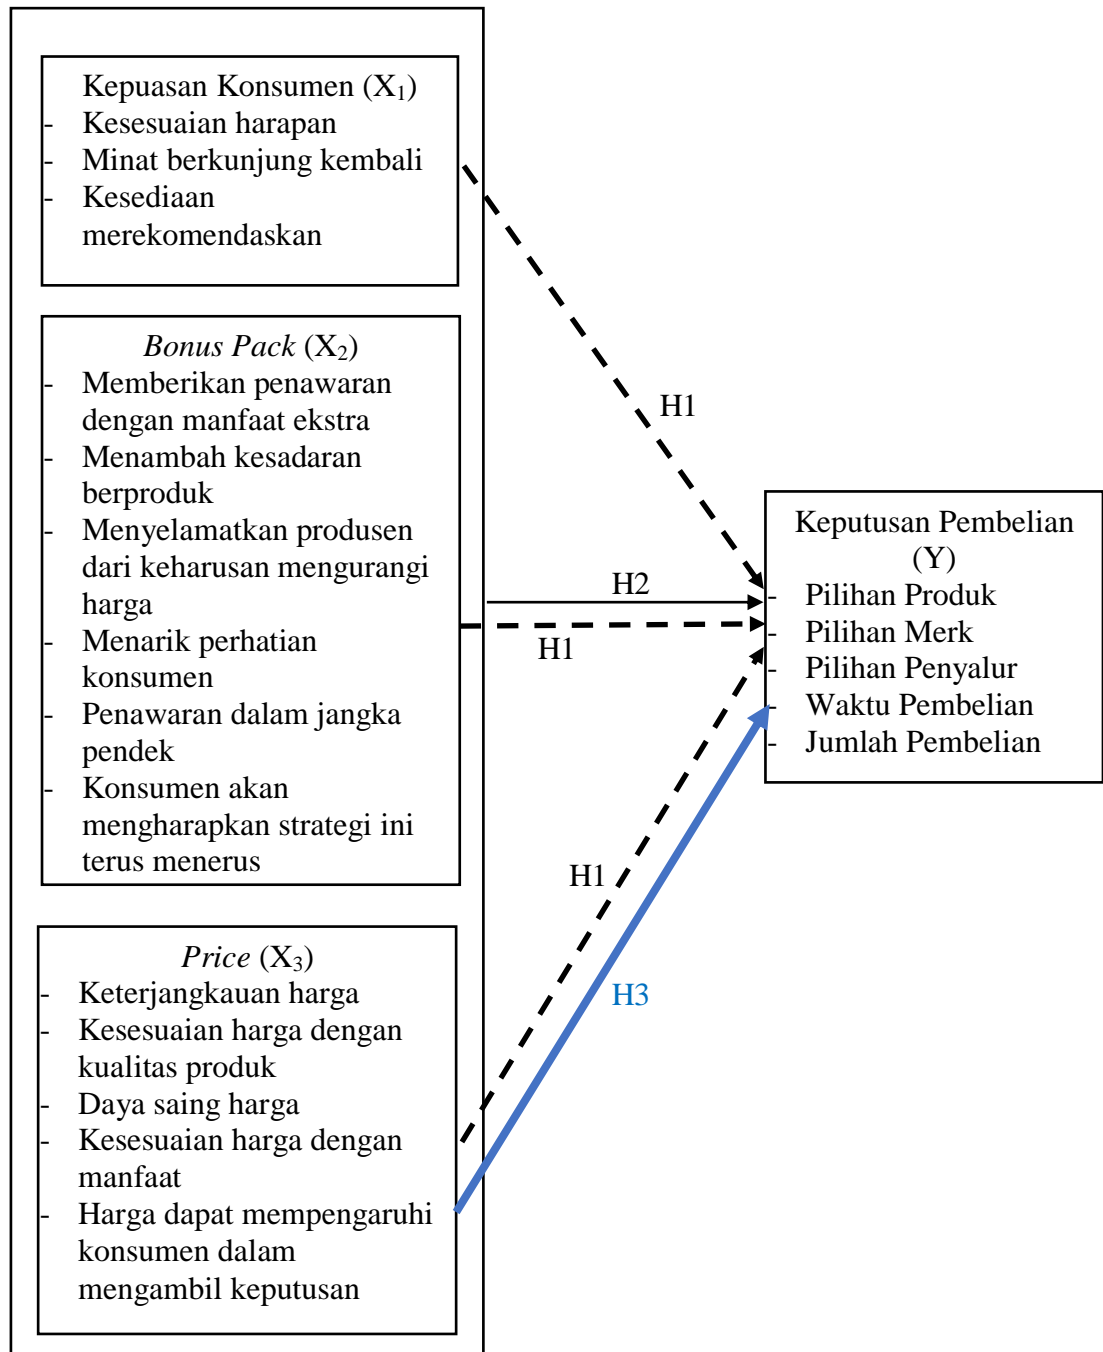 Kepuasan Konsumen (X₁)
- Kesesuaian harapan
- Minat berkunjung kembali
- Kesediaan
merekomendaskan
Bonus Pack (X₂)
- Memberikan penawaran
dengan manfaat ekstra
- Menambah kesadaran
berproduk
- Menyelamatkan produsen
dari keharusan mengurangi
harga
- Menarik perhatian
konsumen
- Penawaran dalam jangka
pendek
- Konsumen akan
mengharapkan strategi ini
terus menerus
Price (X₃)
- Keterjangkauan harga
- Kesesuaian harga dengan
kualitas produk
- Daya saing harga
- Kesesuaian harga dengan
manfaat
- Harga dapat mempengaruhi
konsumen dalam
mengambil keputusan
H1
H2
H1
H1
H3
Keputusan Pembelian
(Y)
- Pilihan Produk
- Pilihan Merk
- Pilihan Penyalur
- Waktu Pembelian
- Jumlah Pembelian